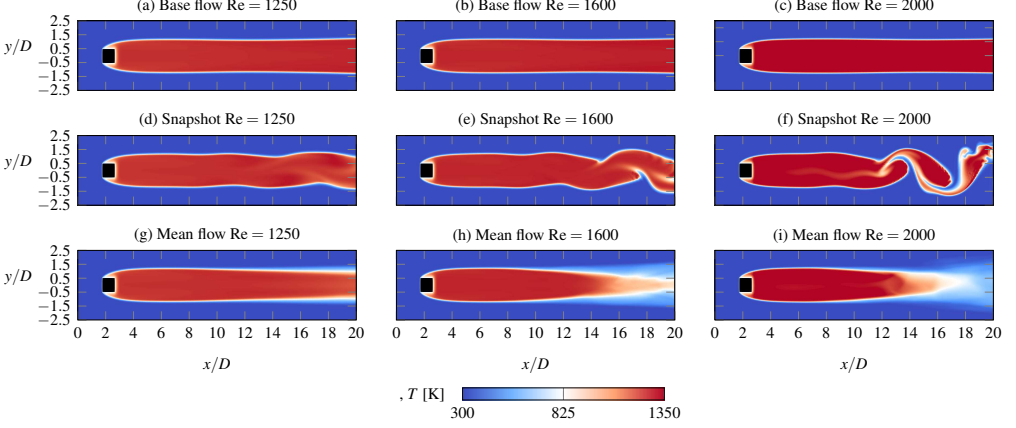 (a) Base flow Re = 1250 (b) Base flow Re = 1600 (c) Base flow Re = 2000
2.5
1.5
y/D 0.5
−0.5
−1.5
−2.5
(d) Snapshot Re = 1250 (e) Snapshot Re = 1600 (f) Snapshot Re = 2000
2.5
1.5
y/D 0.5
−0.5
−1.5
−2.5
(g) Mean flow Re = 1250 (h) Mean flow Re = 1600 (i) Mean flow Re = 2000
2.5
1.5
y/D 0.5
−0.5
−1.5
−2.5
0 2 4 6 8 10 12 14 16 18 20 0 2 4 6 8 10 12 14 16 18 20 0 2 4 6 8 10 12 14 16 18 20
x/D x/D x/D
, T [K]
300 825 1350